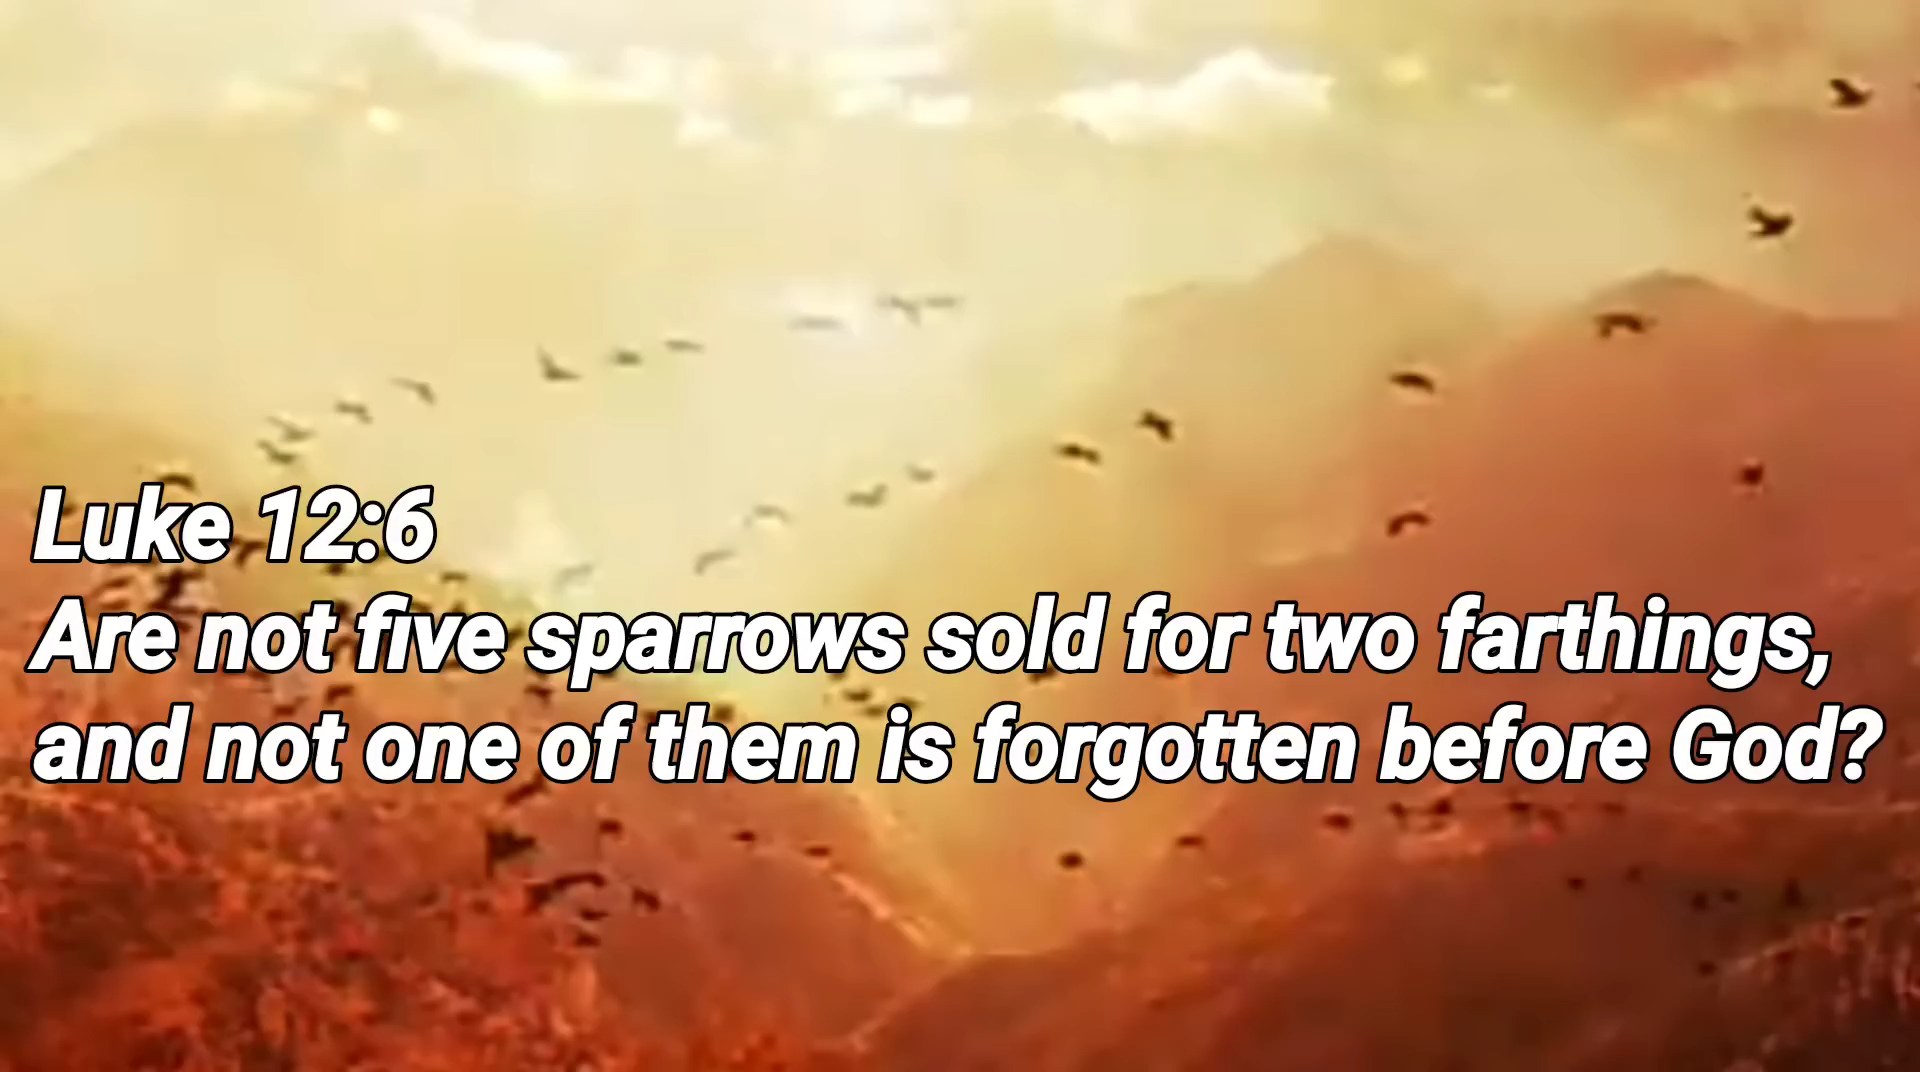 Luke 12:6
Are not five sparrows sold for two farthings,
and not one of them is forgotten before God?